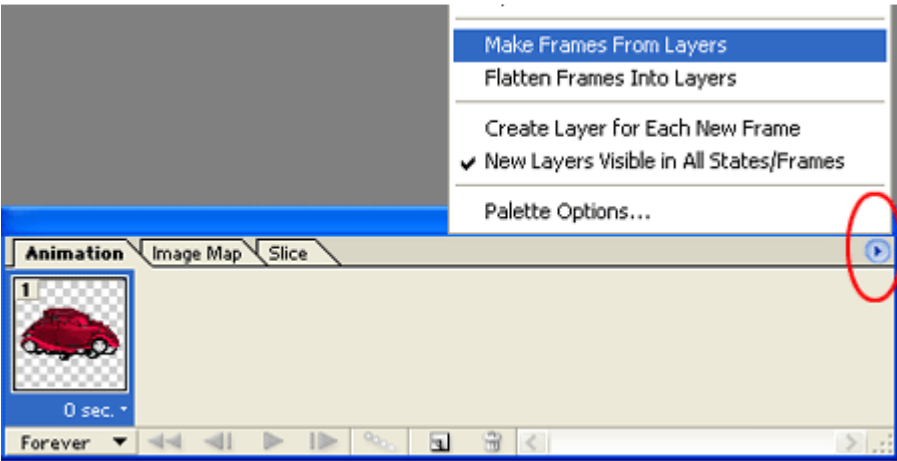 Make Frames From Layers
Flatten Frames Into Layers
Create Layer for Each New Frame
New Layers Visible in All States/Frames
Palette Options...
Animation Image Map Slice
1
0 sec.
Forever